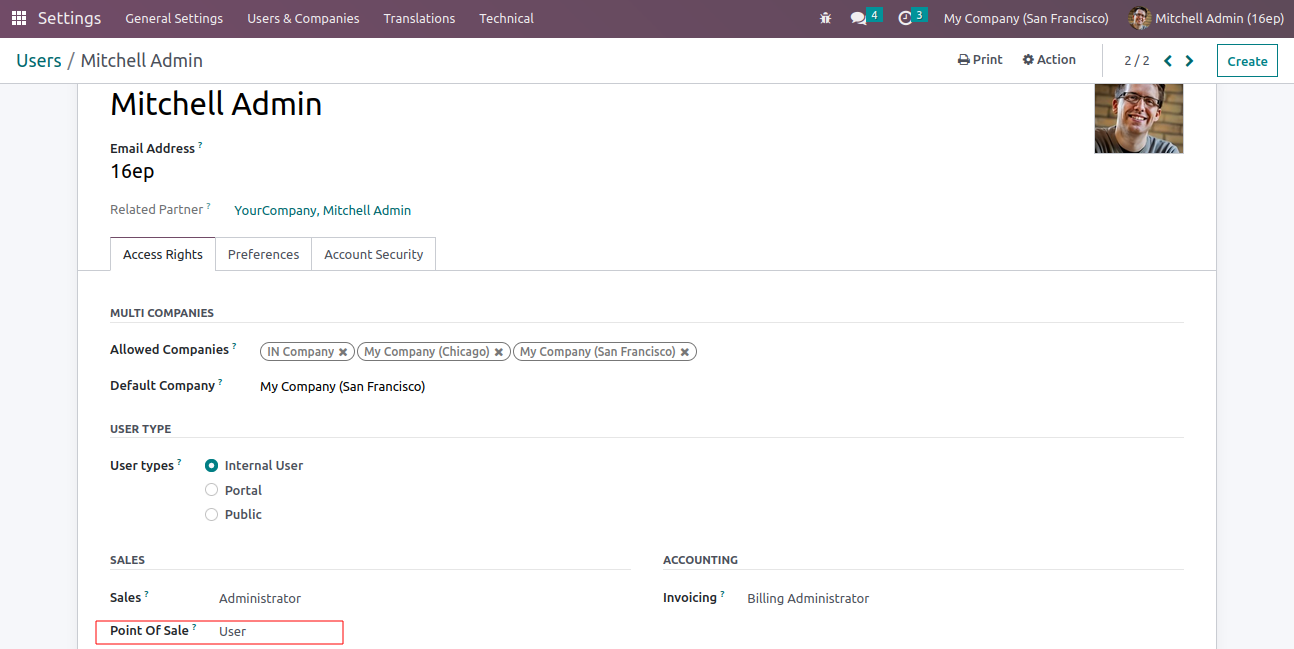 Settings General Settings Users & Companies Translations Technical 4 3 My Company (San Francisco) Mitchell Admin (16ep)
Users / Mitchell Admin Print Action 2 / 2 Create
Mitchell Admin
Email Address ?
16ep
Related Partner ? YourCompany, Mitchell Admin
Access Rights Preferences Account Security
MULTI COMPANIES
Allowed Companies ? IN Company ✖ My Company (Chicago) ✖ My Company (San Francisco) ✖
Default Company ? My Company (San Francisco)
USER TYPE
User types ? Internal User
Portal
Public
SALES ACCOUNTING
Sales ? Administrator Invoicing ? Billing Administrator
Point Of Sale ? User